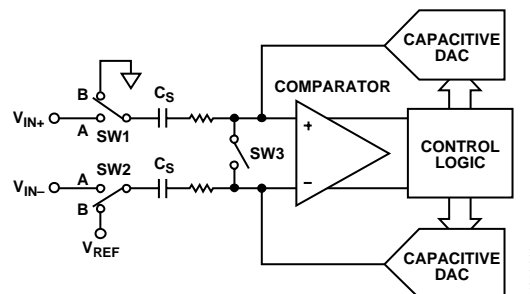 CAPACITIVE
DAC
COMPARATOR
B
C_S
V_IN+
A
SW1
+
SW3
CONTROL
LOGIC
C_S
V_IN–
A
SW2
–
B
V_REF
CAPACITIVE
DAC